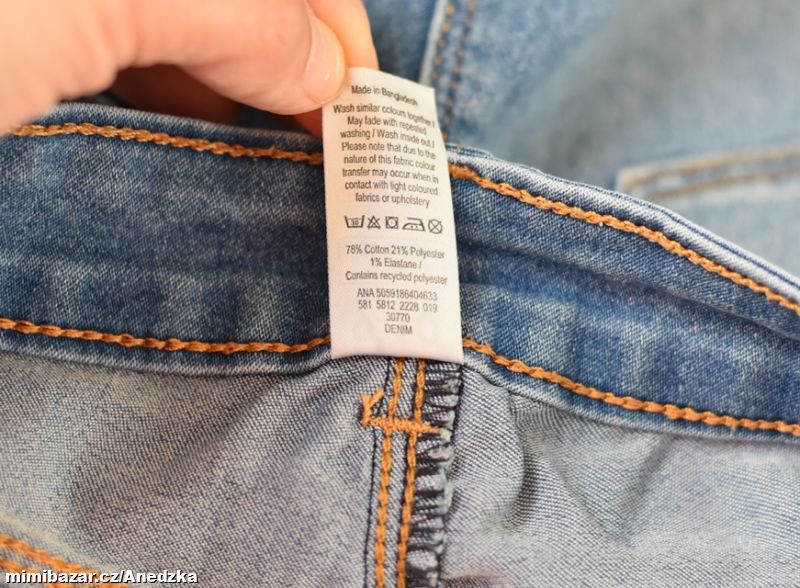 Made in Bangladesh
Wash similar colours together /
May fade with repeated
washing / Wash inside out /
Please note that due to the
nature of this fabric colour
transfer may occur when in
contact with light coloured
fabrics or upholstery
30
78% Cotton 21% Polyester
1% Elastane /
Contains recycled polyester
ANA 5059186404633
581 5812 2228 019
30770
DENIM
mimibazar.cz/Anedzka